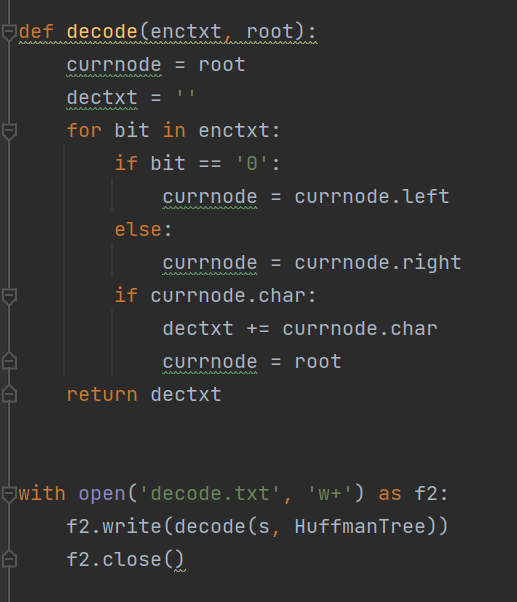 def decode(enctxt, root):
    currnode = root
    dectxt = ''
    for bit in enctxt:
        if bit == '0':
            currnode = currnode.left
        else:
            currnode = currnode.right
        if currnode.char:
            dectxt += currnode.char
            currnode = root
    return dectxt
with open('decode.txt', 'w+') as f2:
    f2.write(decode(s, HuffmanTree))
    f2.close()